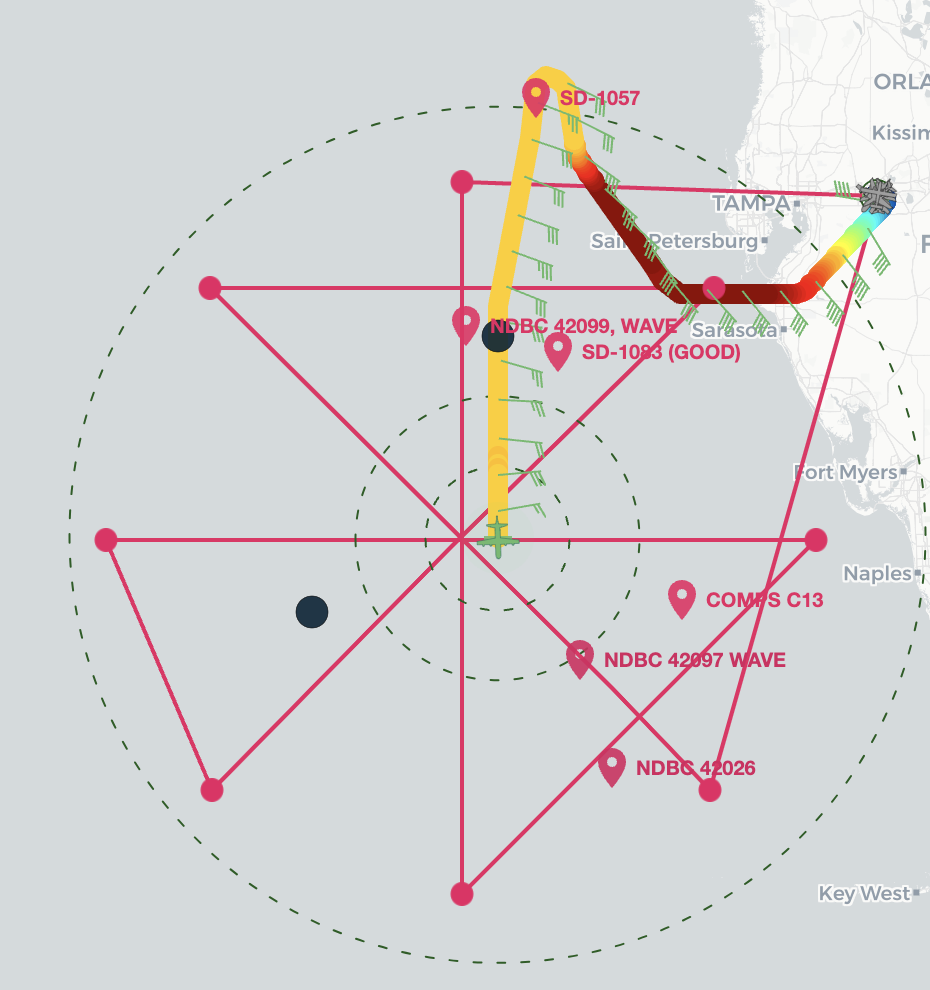 ORLA
SD-1057
Kissim
TAMPA
Saint Petersburg
NDBC 42099, WAVE
Sarasota
SD-1083 (GOOD)
F
Fort Myers
Naples
COMPS C13
NDBC 42097 WAVE
NDBC 42026
Key West